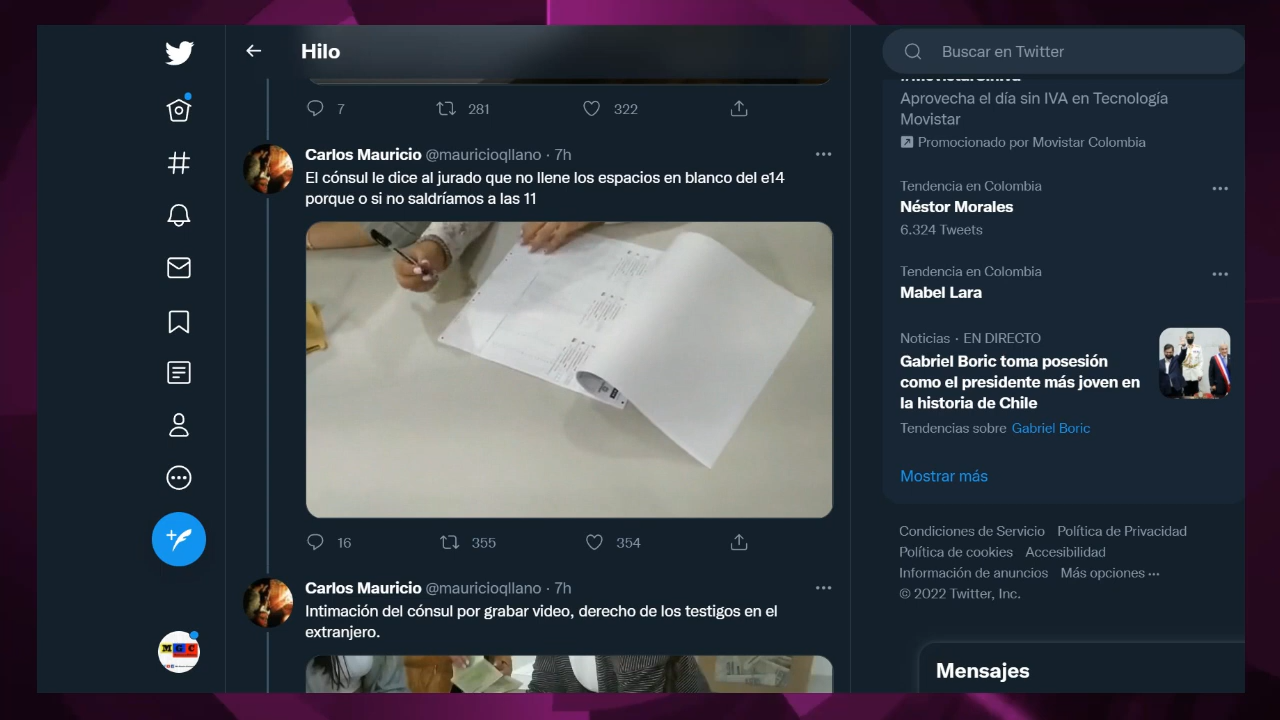 Hilo
7
281
322
Carlos Mauricio @mauricioqllano · 7h
El cónsul le dice al jurado que no llene los espacios en blanco del e14
porque o si no saldríamos a las 11
16
355
354
Carlos Mauricio @mauricioqllano · 7h
Intimación del cónsul por grabar video, derecho de los testigos en el
extranjero.
MGC
Buscar en Twitter
Aprovecha el día sin IVA en Tecnología
Movistar
Promocionado por Movistar Colombia
Tendencia en Colombia
Néstor Morales
6.324 Tweets
Tendencia en Colombia
Mabel Lara
Noticias · EN DIRECTO
Gabriel Boric toma posesión
como el presidente más joven en
la historia de Chile
Tendencias sobre Gabriel Boric
Mostrar más
Condiciones de Servicio Política de Privacidad
Política de cookies Accesibilidad
Información de anuncios Más opciones ···
© 2022 Twitter, Inc.
Mensajes